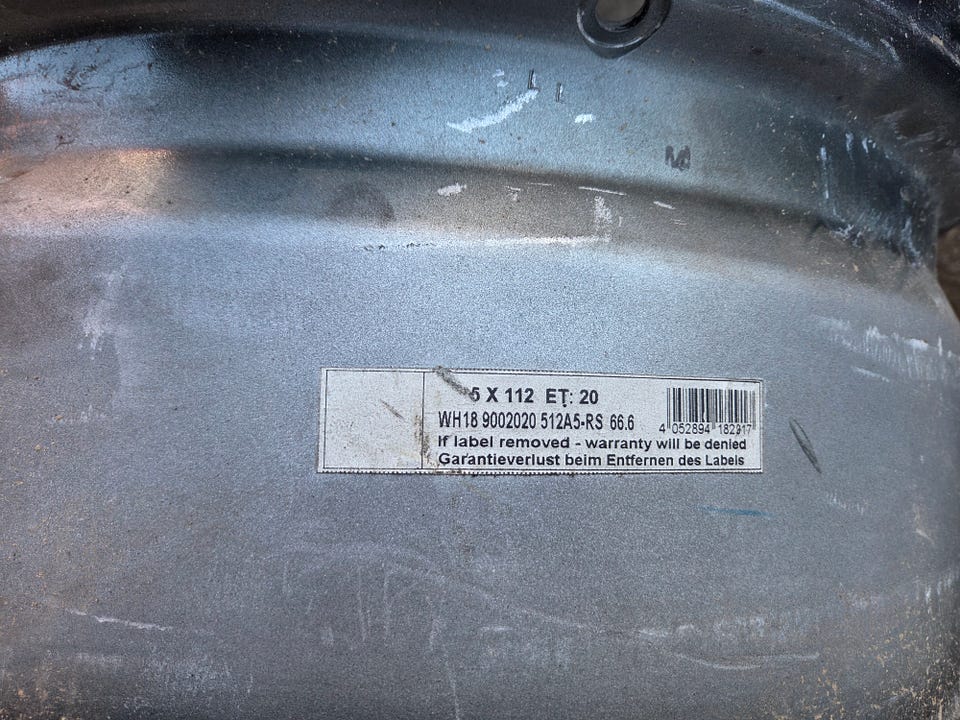 5 X 112 ET: 20
WH18 9002020 512A5-RS 66.6
4 052894 182917
If label removed - warranty will be denied
Garantieverlust beim Entfernen des Labels